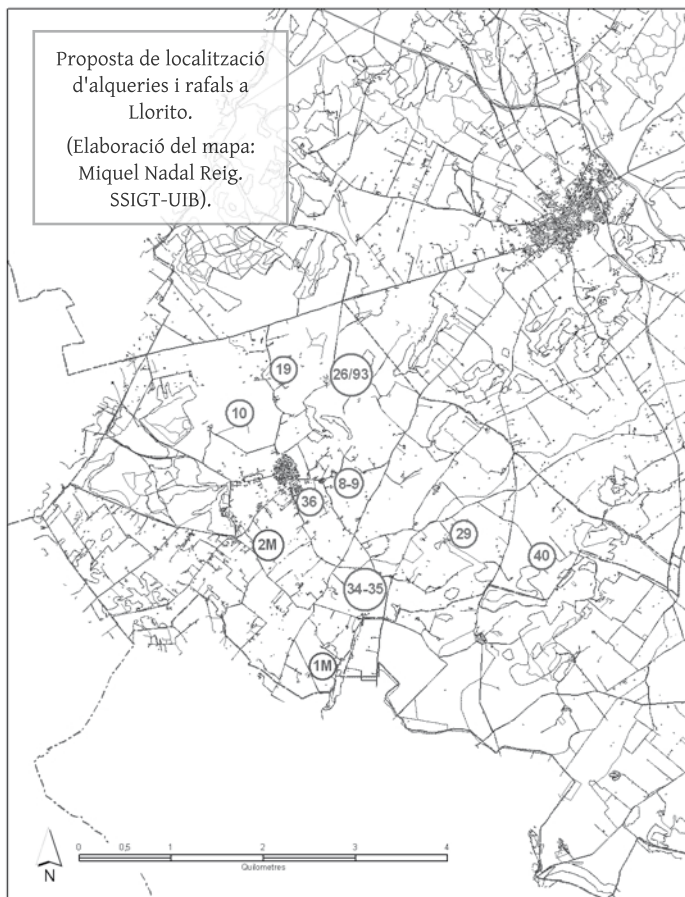 Proposta de localització
d'alqueries i rafals a
Llorito.
(Elaboració del mapa:
Miquel Nadal Reig.
SSIGT-UIB).
19
26/93
10
8-9
36
29
2M
40
34-35
1M
N
0 0,5 1 2 3 4
Quilometres